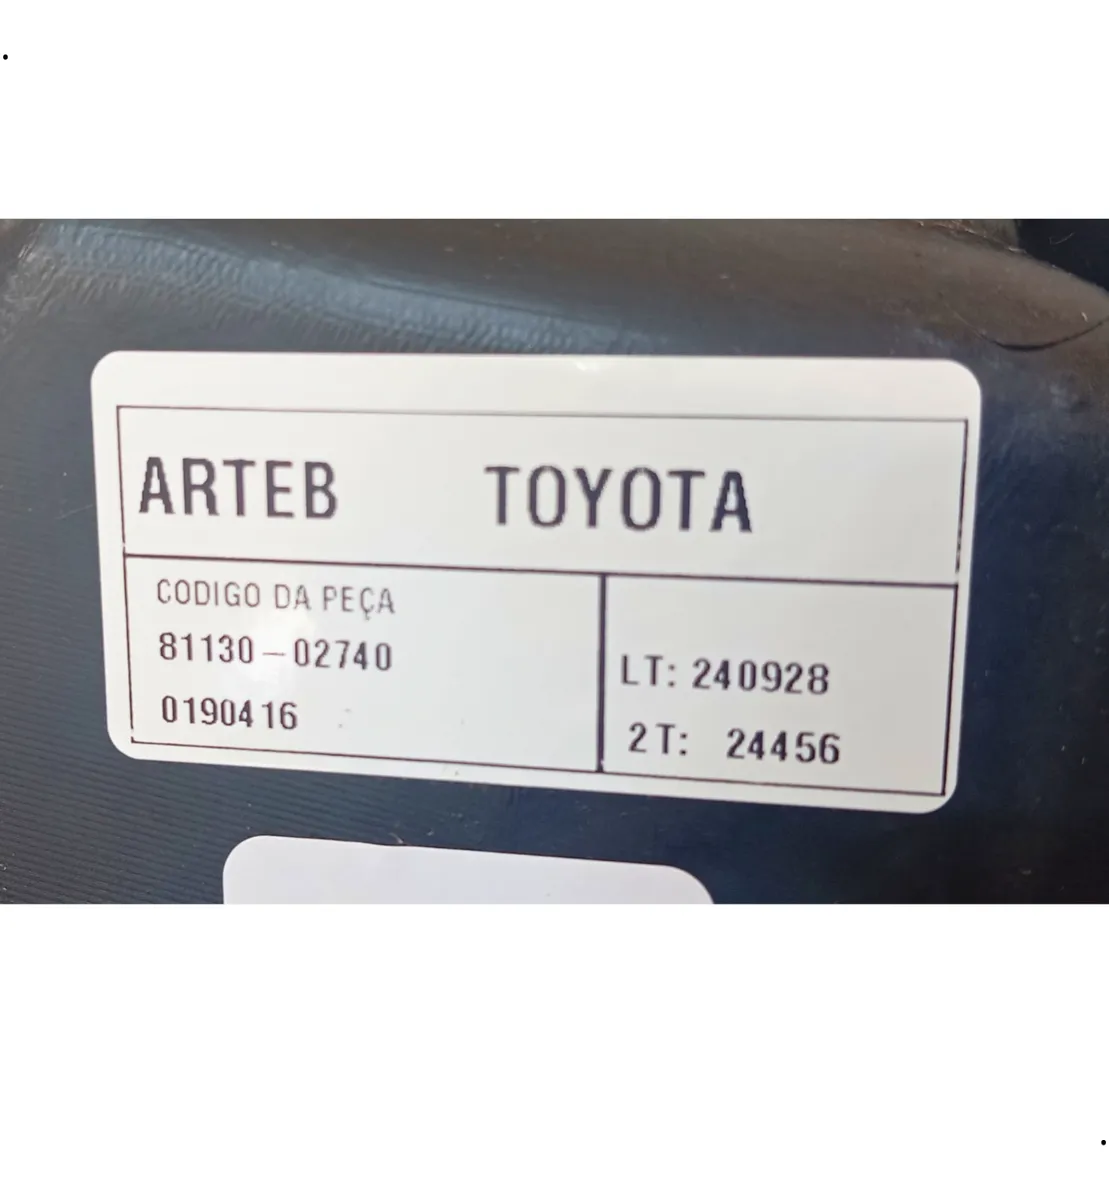 ARTEB TOYOTA
CODIGO DA PEÇA
81130-02740
0190416
LT: 240928
2T: 24456